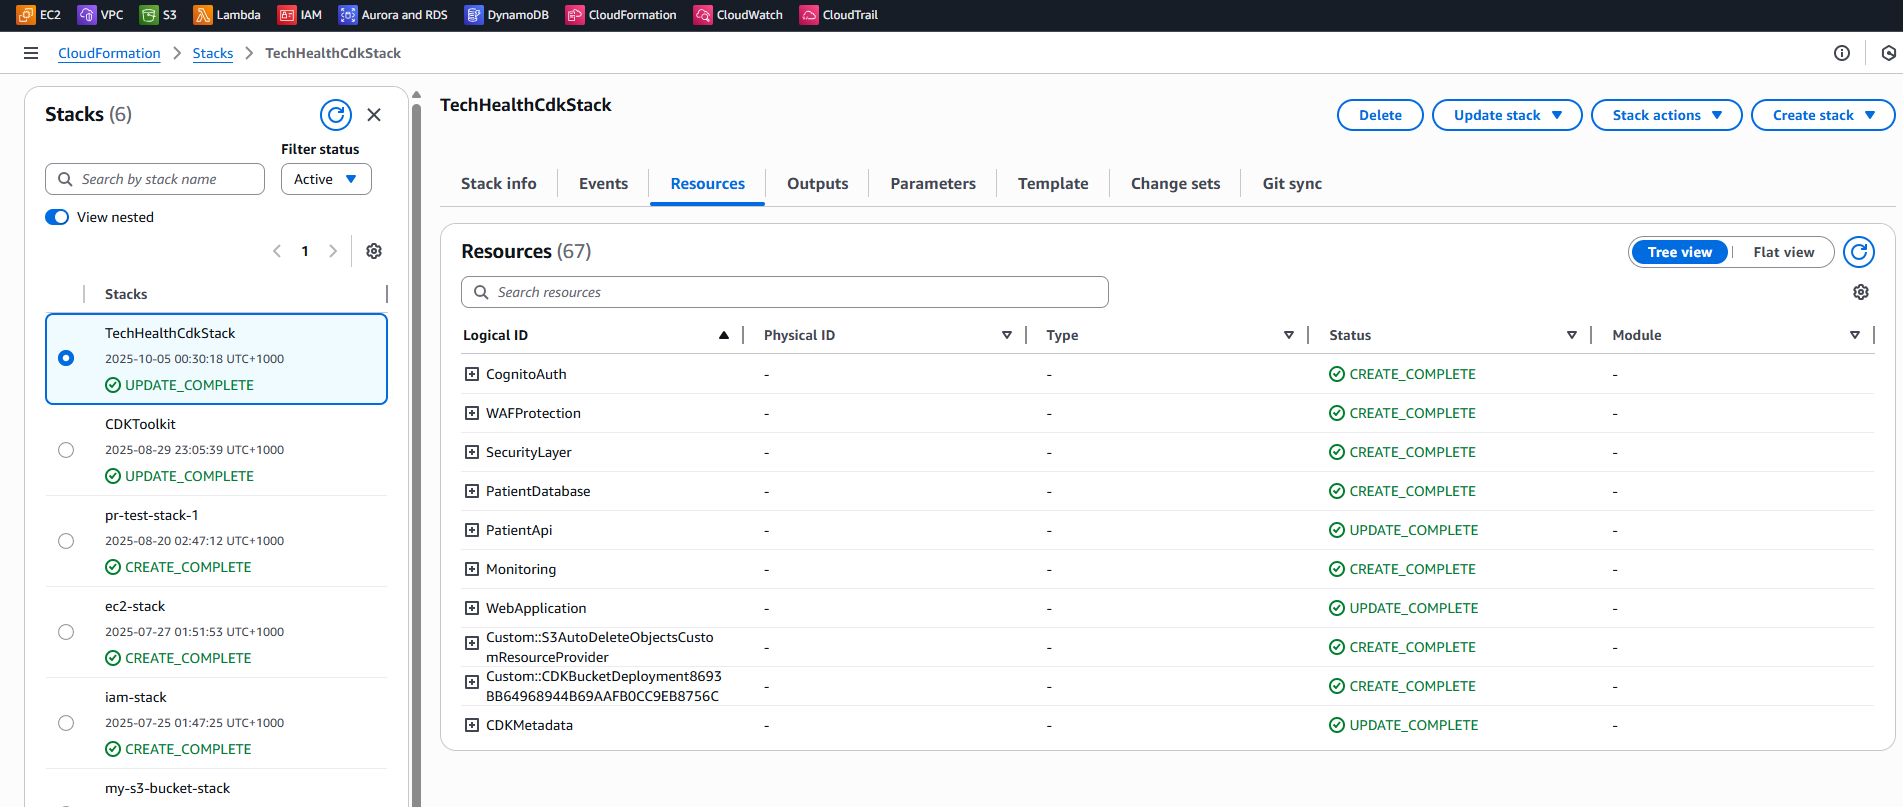 EC2 VPC S3 Lambda IAM Aurora and RDS DynamoDB CloudFormation CloudWatch CloudTrail
CloudFormation Stacks TechHealthCdkStack
Stacks (6)
Filter status
Search by stack name
Active
View nested
1
Stacks
TechHealthCdkStack
2025-10-05 00:30:18 UTC+1000
UPDATE_COMPLETE
CDKToolkit
2025-08-29 23:05:39 UTC+1000
UPDATE_COMPLETE
pr-test-stack-1
2025-08-20 02:47:12 UTC+1000
CREATE_COMPLETE
ec2-stack
2025-07-27 01:51:53 UTC+1000
CREATE_COMPLETE
iam-stack
2025-07-25 01:47:25 UTC+1000
CREATE_COMPLETE
my-s3-bucket-stack
TechHealthCdkStack
Delete Update stack Stack actions Create stack
Stack info Events Resources Outputs Parameters Template Change sets Git sync
Resources (67)
Tree view Flat view
Search resources
Logical ID Physical ID Type Status Module
CognitoAuth - - CREATE_COMPLETE -
WAFProtection - - CREATE_COMPLETE -
SecurityLayer - - CREATE_COMPLETE -
PatientDatabase - - CREATE_COMPLETE -
PatientApi - - UPDATE_COMPLETE -
Monitoring - - CREATE_COMPLETE -
WebApplication - - UPDATE_COMPLETE -
Custom::S3AutoDeleteObjectsCusto
mResourceProvider - - CREATE_COMPLETE -
Custom::CDKBucketDeployment8693
BB64968944B69AAFB0CC9EB8756C - - CREATE_COMPLETE -
CDKMetadata - - UPDATE_COMPLETE -